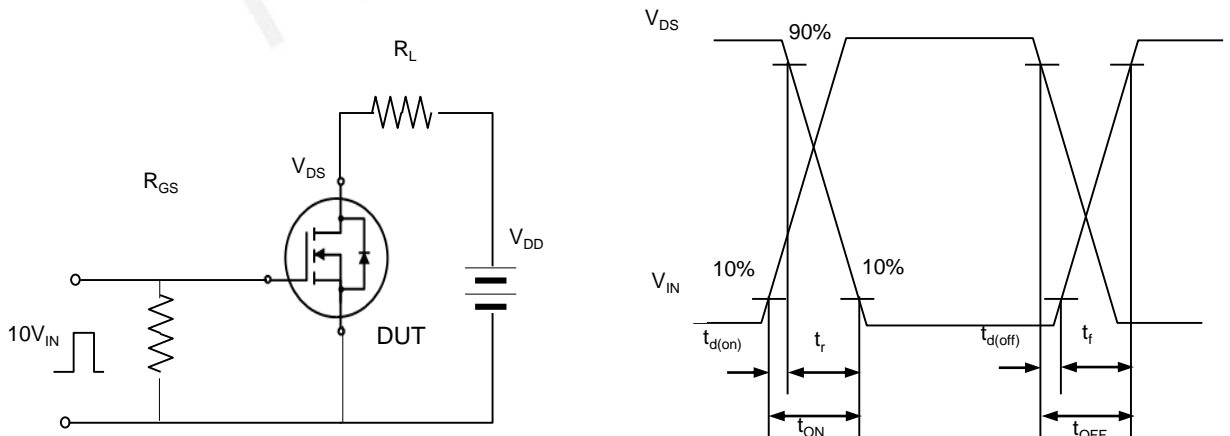 R_L
V_DS
R_GS
V_DD
10V_IN
DUT
V_DS
90%
10%
10%
V_IN
t_d(on)
t_r
t_d(off)
t_f
t_ON
t_OFF